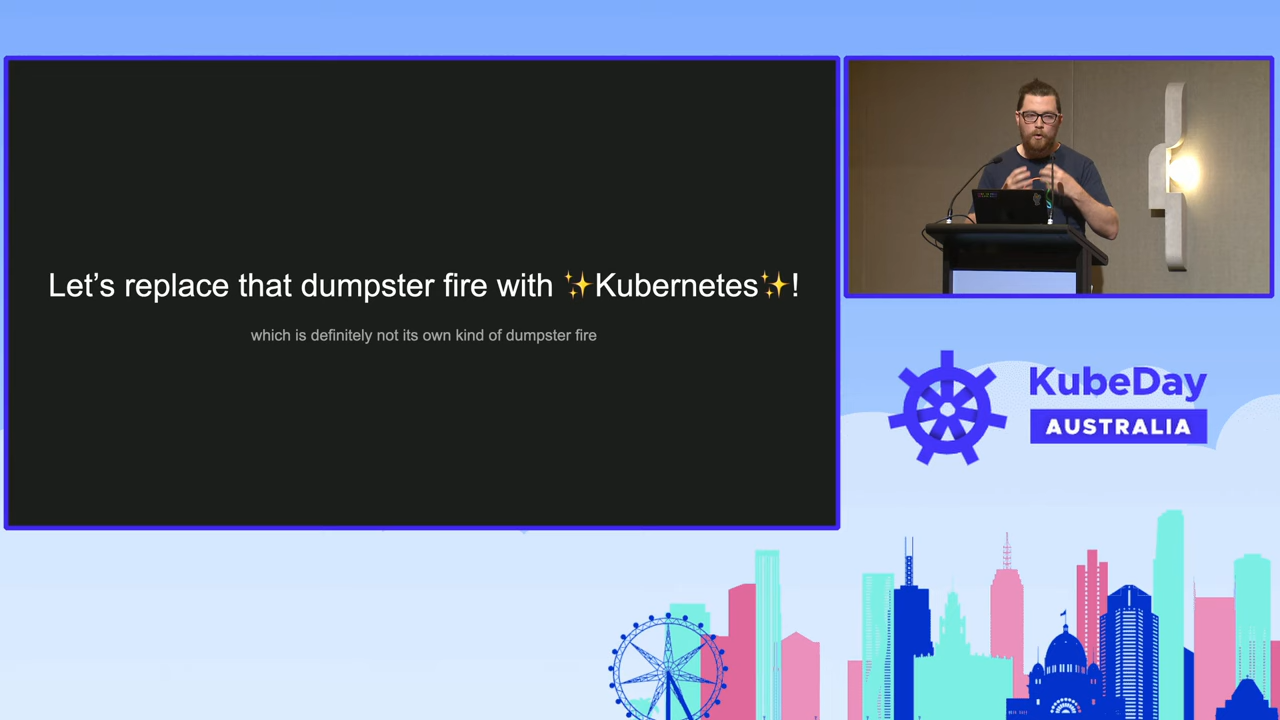 Let’s replace that dumpster fire with ✨Kubernetes✨!
which is definitely not its own kind of dumpster fire
KubeDay
AUSTRALIA